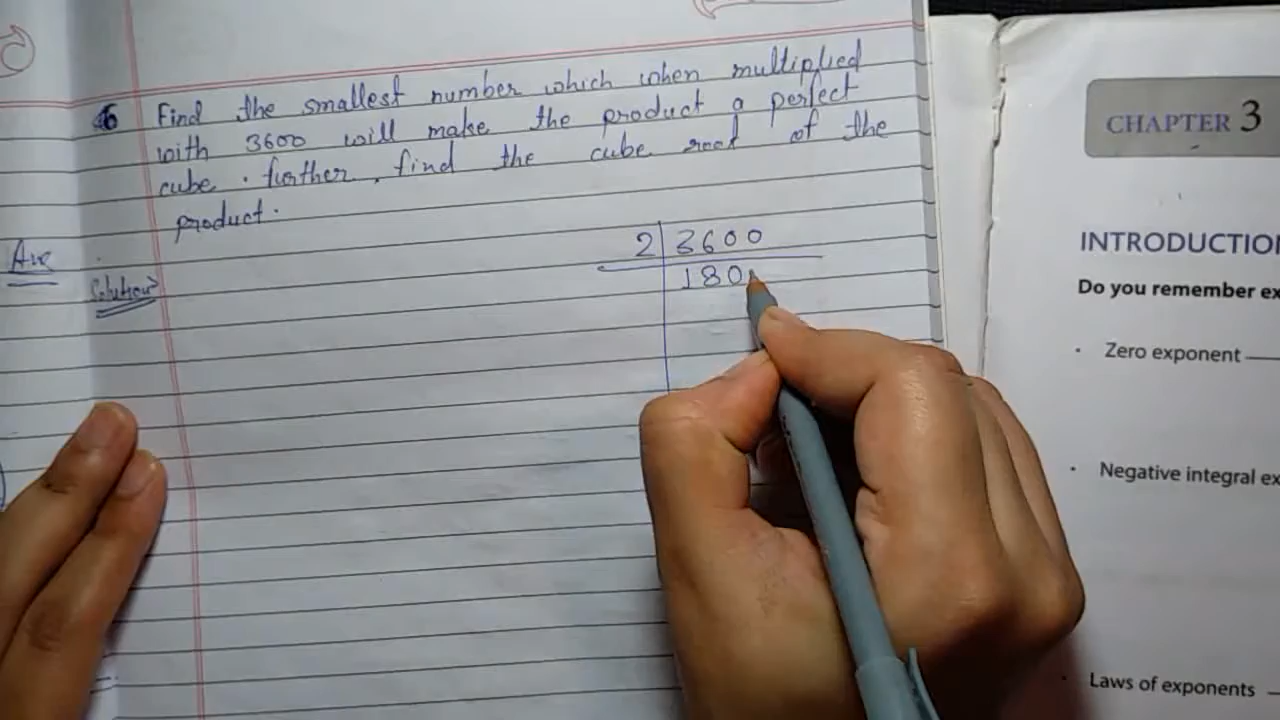 6 Find the smallest number which when multiplied
with 3600 will make the product a perfect
cube. further, find the cube root of the
product.
Ans
Solution
2 3600
180
CHAPTER 3
INTRODUCTION
Do you remember ex
• Zero exponent
• Negative integral ex
• Laws of exponents